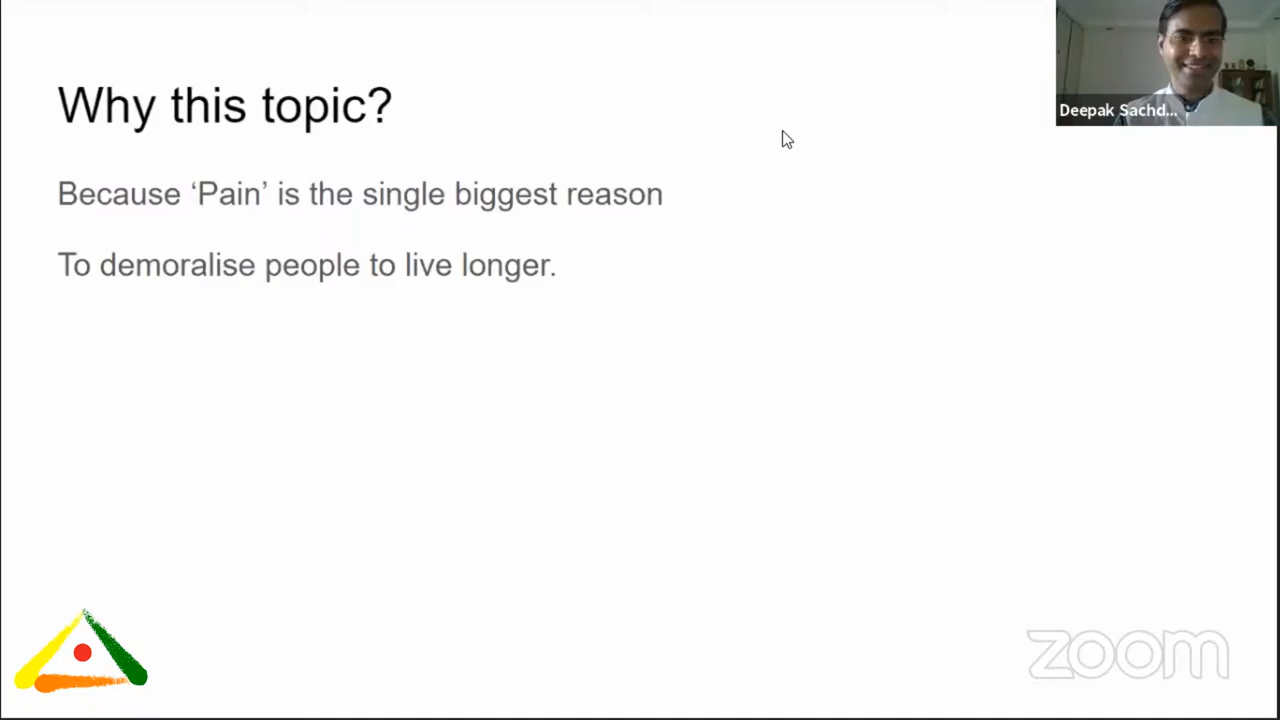 Why this topic?
Because ‘Pain’ is the single biggest reason
To demoralise people to live longer.
Deepak Sachd...
zoom